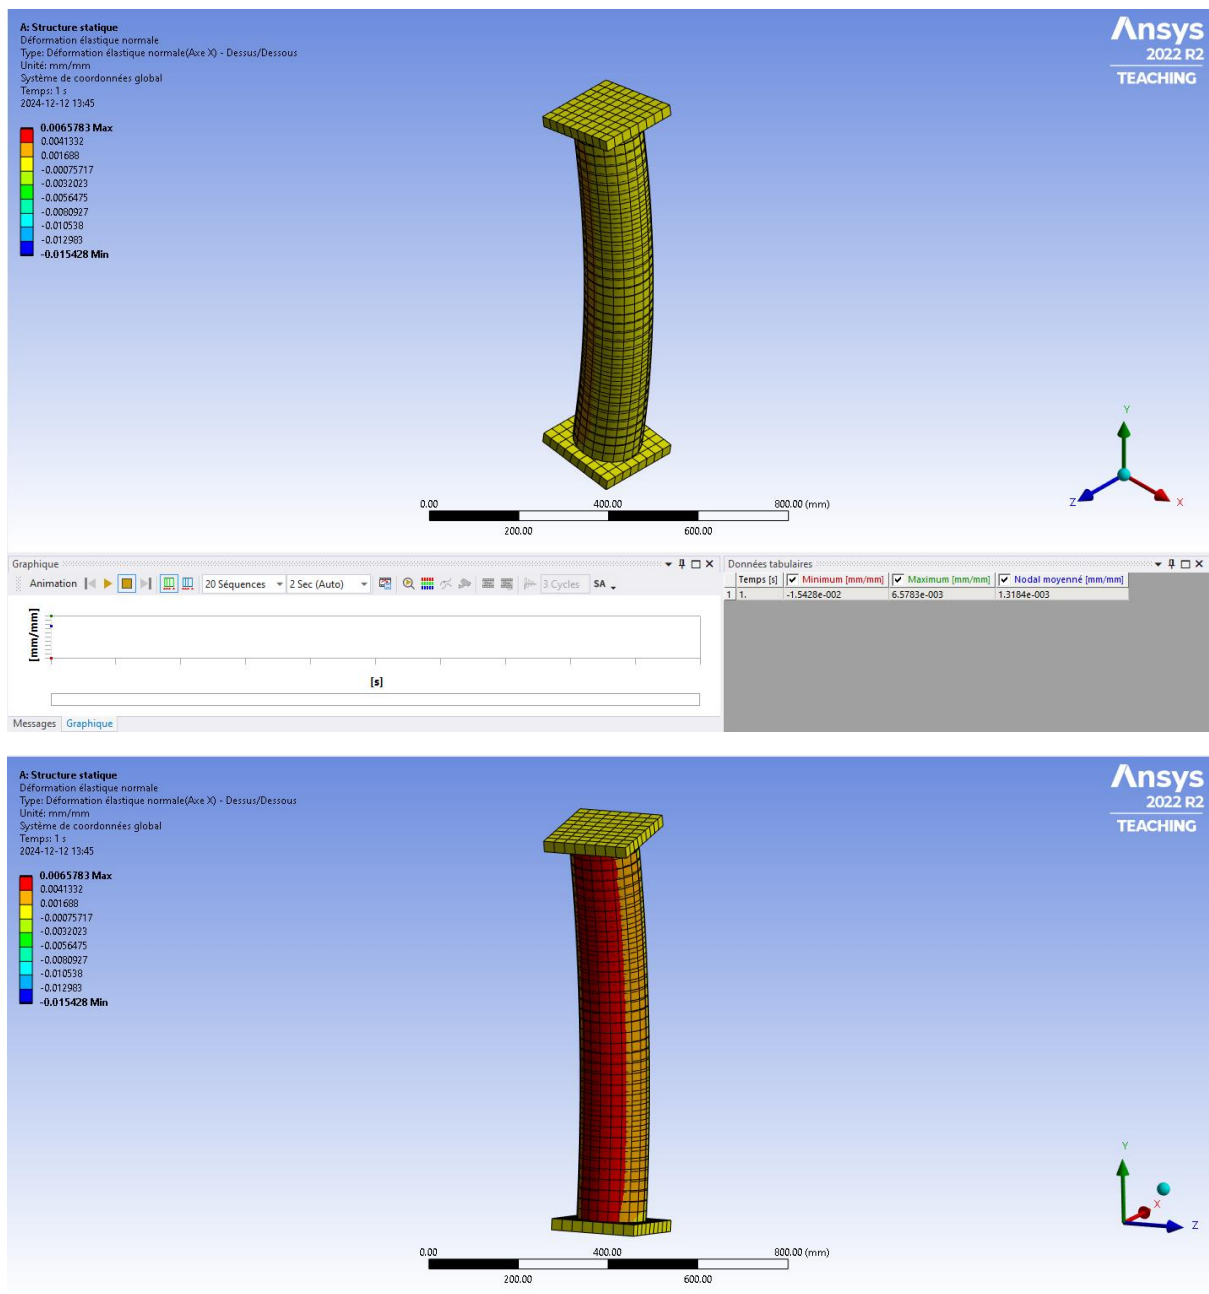 A: Structure statique
Déformation élastique normale
Type: Déformation élastique normale(Axe X) - Dessus/Dessous
Unité: mm/mm
Système de coordonnées global
Temps: 1 s
2024-12-12 13:45
0.0065783 Max
0.0041332
0.001688
-0.00075717
-0.0032023
-0.0056475
-0.0080927
-0.010538
-0.012983
-0.015428 Min
Ansys
2022 R2
TEACHING
Y
Z
X
0.00
400.00
800.00 (mm)
200.00
600.00
Graphique
Animation
20 Séquences
2 Sec (Auto)
3 Cycles
SA
[mm/mm]
[s]
Messages
Graphique
Données tabulaires
Temps [s] Minimum [mm/mm] Maximum [mm/mm] Nodal moyenné [mm/mm]
1 1. -1.5428e-002 6.5783e-003 1.3184e-003
A: Structure statique
Déformation élastique normale
Type: Déformation élastique normale(Axe X) - Dessus/Dessous
Unité: mm/mm
Système de coordonnées global
Temps: 1 s
2024-12-12 13:45
0.0065783 Max
0.0041332
0.001688
-0.00075717
-0.0032023
-0.0056475
-0.0080927
-0.010538
-0.012983
-0.015428 Min
Ansys
2022 R2
TEACHING
Y
X
Z
0.00
400.00
800.00 (mm)
200.00
600.00